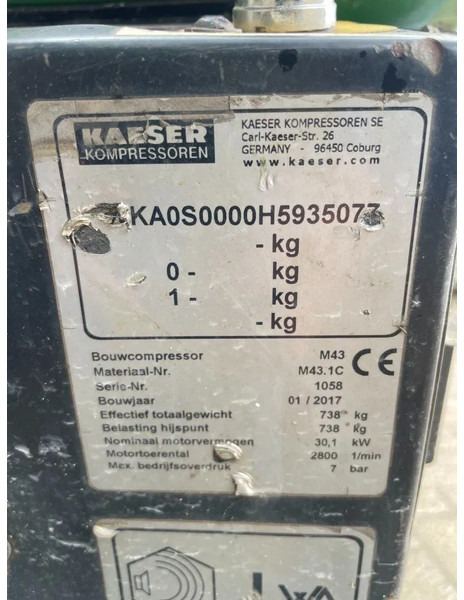 KAESER
KOMPRESSOREN
KAESER KOMPRESSOREN SE
Carl-Kaeser-Str. 26
GERMANY - 96450 Coburg
www.kaeser.com
KA0S0000H5935077
- kg
0 - kg
1 - kg
- kg
Bouwcompressor M43
Materiaal-Nr. M43.1C
Serie-Nr. 1058
Bouwjaar 01 / 2017
Effectief totaalgewicht 738 kg
Belasting hijspunt 738 kg
Nominaal motorvermogen 30,1 kW
Motortoerental 2800 1/min
Max. bedrijfsoverdruk 7 bar
CE
LWA